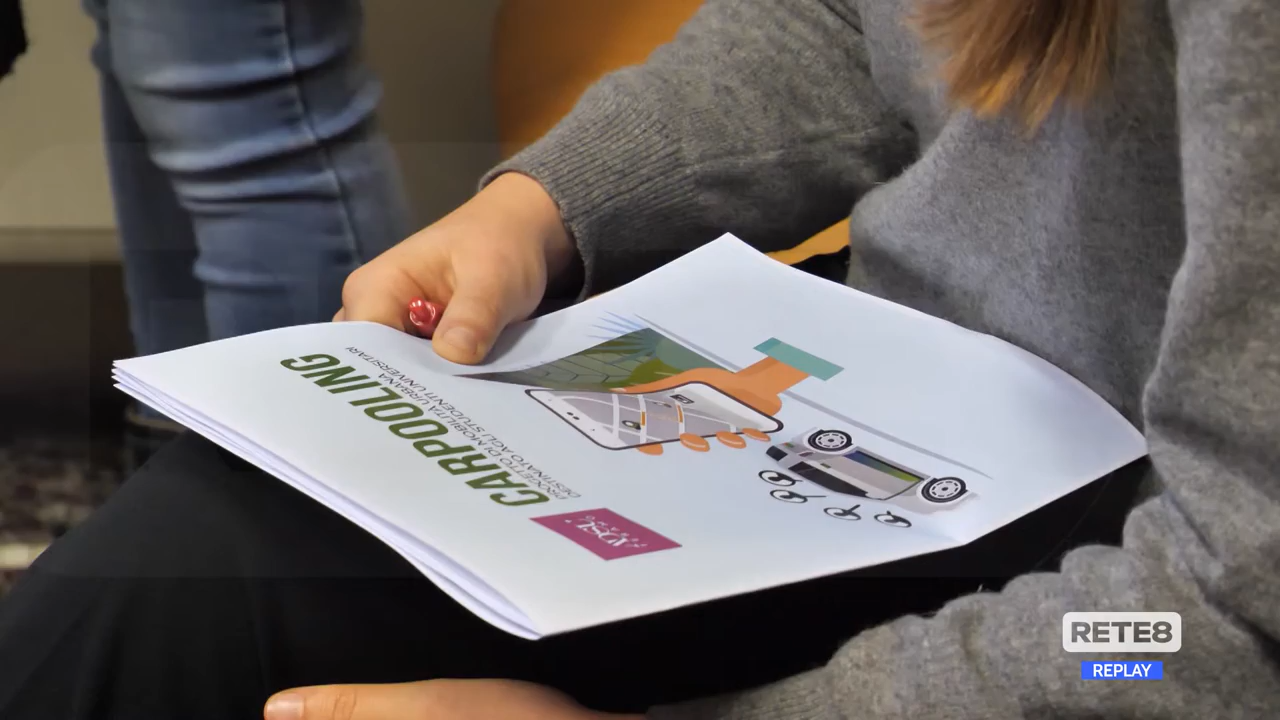 CARPOOLING
PROGETTO DI MOBILITÀ URBANA
DESTINATO AGLI STUDENTI UNIVERSITARI
RETE8
REPLAY